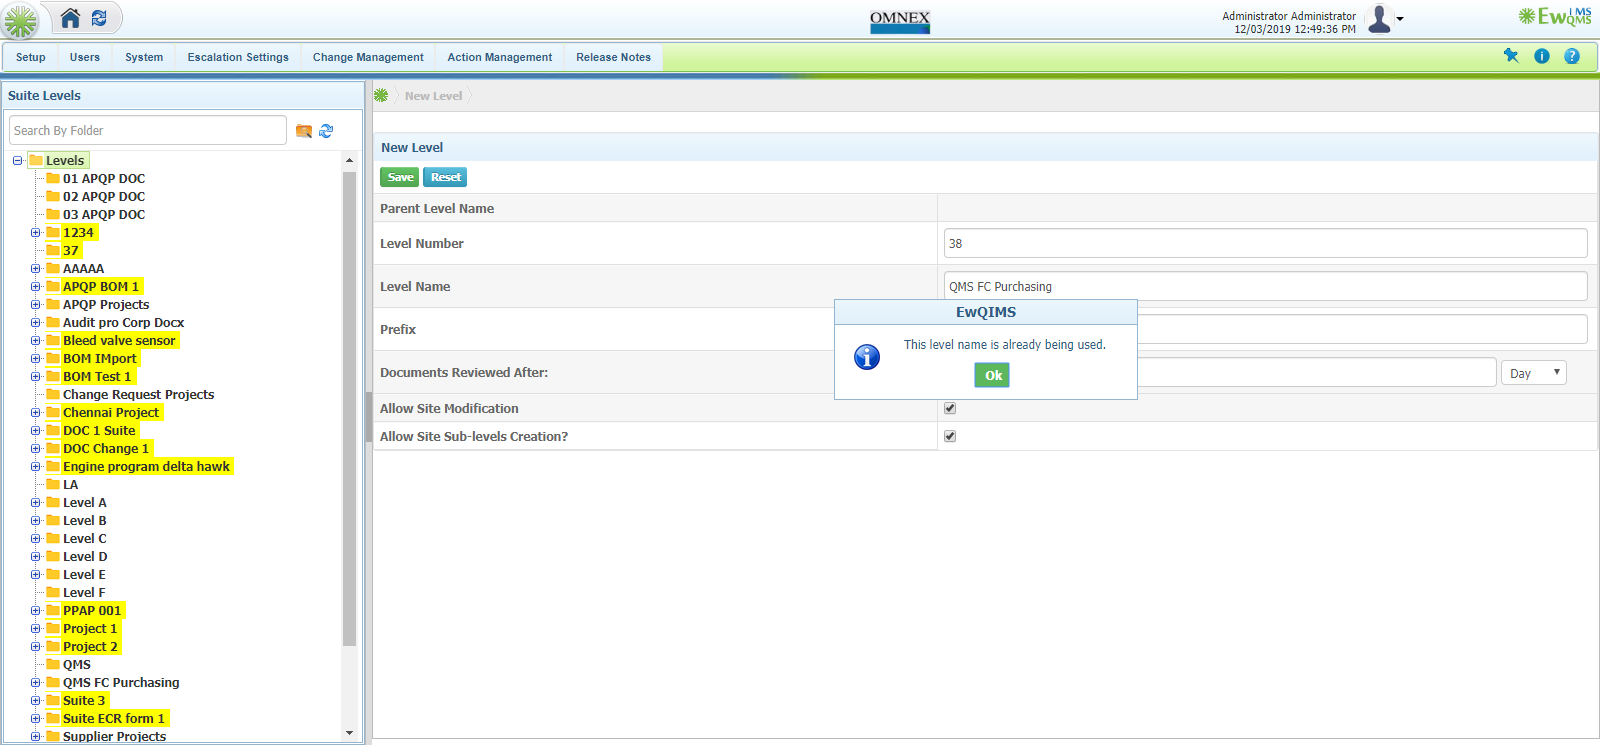 OMNEX
Administrator Administrator
12/03/2019 12:49:36 PM
EwIMS
QMS
Setup
Users
System
Escalation Settings
Change Management
Action Management
Release Notes
Suite Levels
Search By Folder
Levels
01 APQP DOC
02 APQP DOC
03 APQP DOC
1234
37
AAAAA
APQP BOM 1
APQP Projects
Audit pro Corp Docx
Bleed valve sensor
BOM IMport
BOM Test 1
Change Request Projects
Chennai Project
DOC 1 Suite
DOC Change 1
Engine program delta hawk
LA
Level A
Level B
Level C
Level D
Level E
Level F
PPAP 001
Project 1
Project 2
QMS
QMS FC Purchasing
Suite 3
Suite ECR form 1
Supplier Projects
New Level
New Level
Save
Reset
Parent Level Name
Level Number
38
Level Name
QMS FC Purchasing
Prefix
Documents Reviewed After:
Day
Allow Site Modification
Allow Site Sub-levels Creation?
EwQIMS
This level name is already being used.
Ok